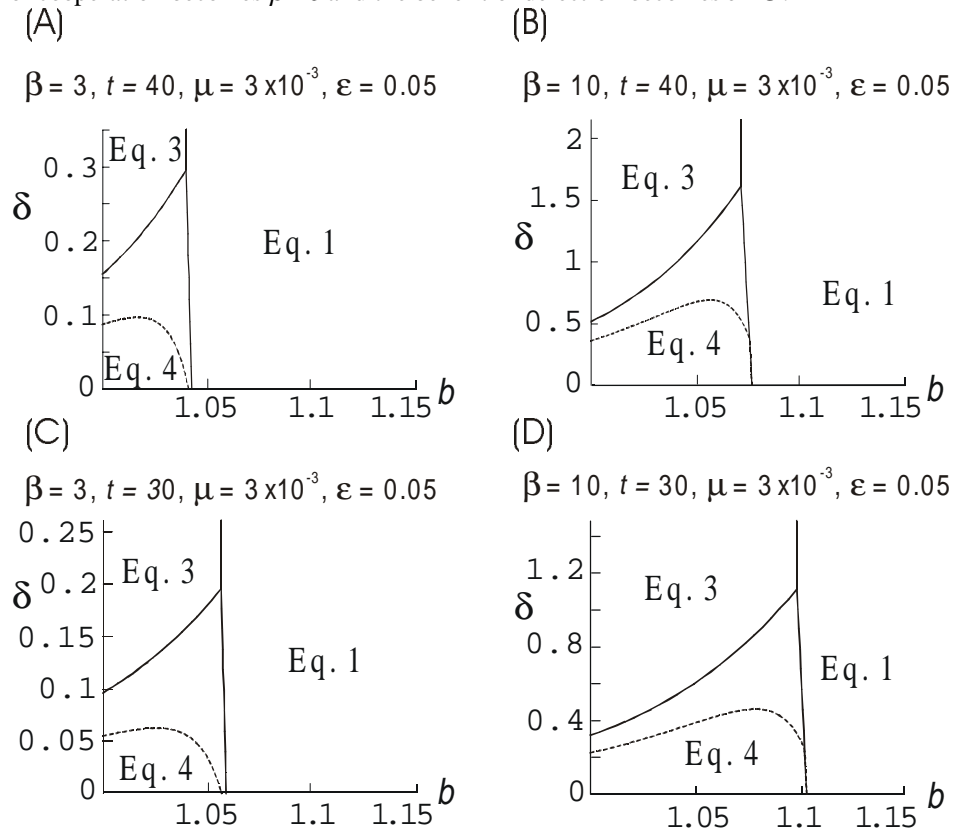 (A)
β = 3, t = 40, μ = 3 x10⁻³, ε = 0.05
0.3
0.2
0.1
0
δ
Eq. 3
Eq. 1
Eq. 4
1.05 1.1 1.15 b
(B)
β = 10, t = 40, μ = 3 x10⁻³, ε = 0.05
2
1.5
1
0.5
0
δ
Eq. 3
Eq. 1
Eq. 4
1.05 1.1 1.15 b
(C)
β = 3, t = 30, μ = 3 x10⁻³, ε = 0.05
0.25
0.2
0.15
0.1
0.05
0
δ
Eq. 3
Eq. 1
Eq. 4
1.05 1.1 1.15 b
(D)
β = 10, t = 30, μ = 3 x10⁻³, ε = 0.05
1.2
0.8
0.4
0
δ
Eq. 3
Eq. 1
Eq. 4
1.05 1.1 1.15 b